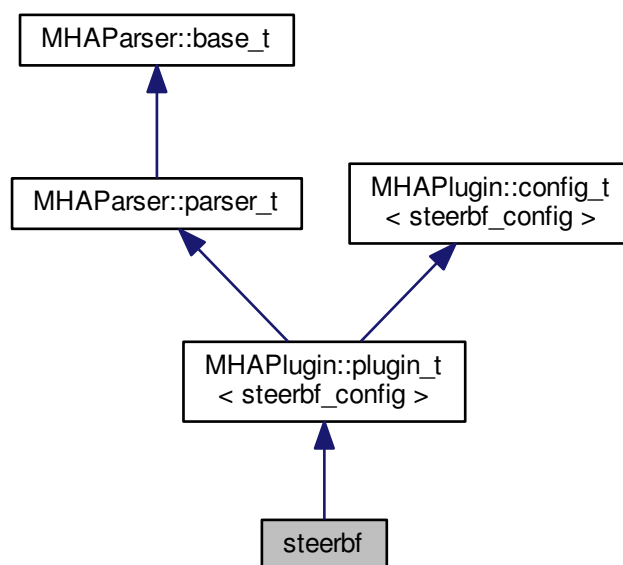 MHAParser::base_t
MHAParser::parser_t
MHAPlugin::config_t
< steerbf_config >
MHAPlugin::plugin_t
< steerbf_config >
steerbf